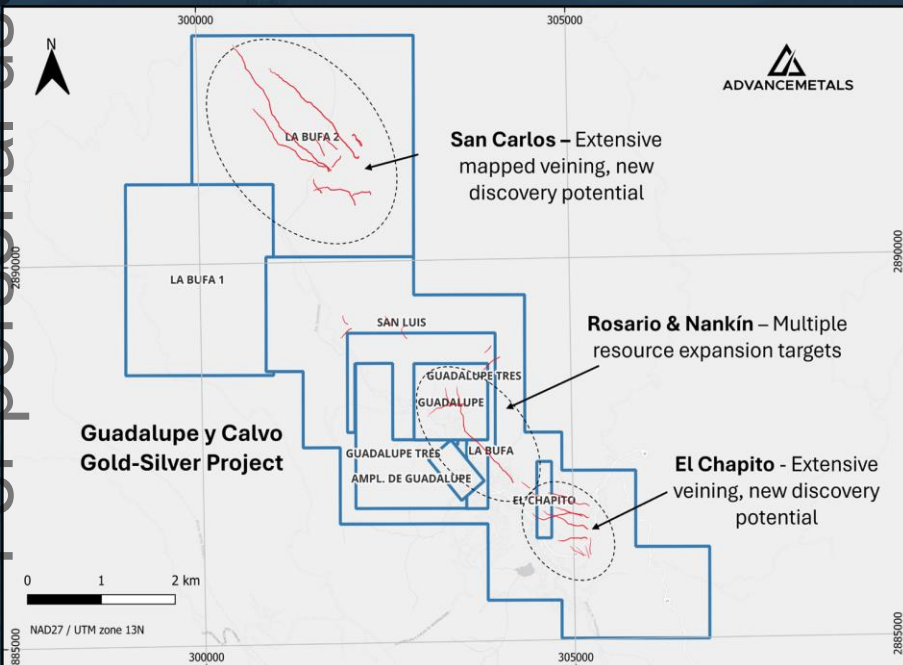 300000
305000
N
ADVANCEMETALS
LA BUFA 2
San Carlos – Extensive
mapped veining, new
discovery potential
2890000
2890000
LA BUFA 1
SAN LUIS
Rosario & Nankín – Multiple
resource expansion targets
GUADALUPE TRES
GUADALUPE
Guadalupe y Calvo
Gold-Silver Project
GUADALUPE TRES
LA BUFA
AMPL. DE GUADALUPE
El Chapito - Extensive
veining, new discovery
potential
EL CHAPITO
0 1 2 km
NAD27 / UTM zone 13N
2885000
2885000
300000
305000
personal use